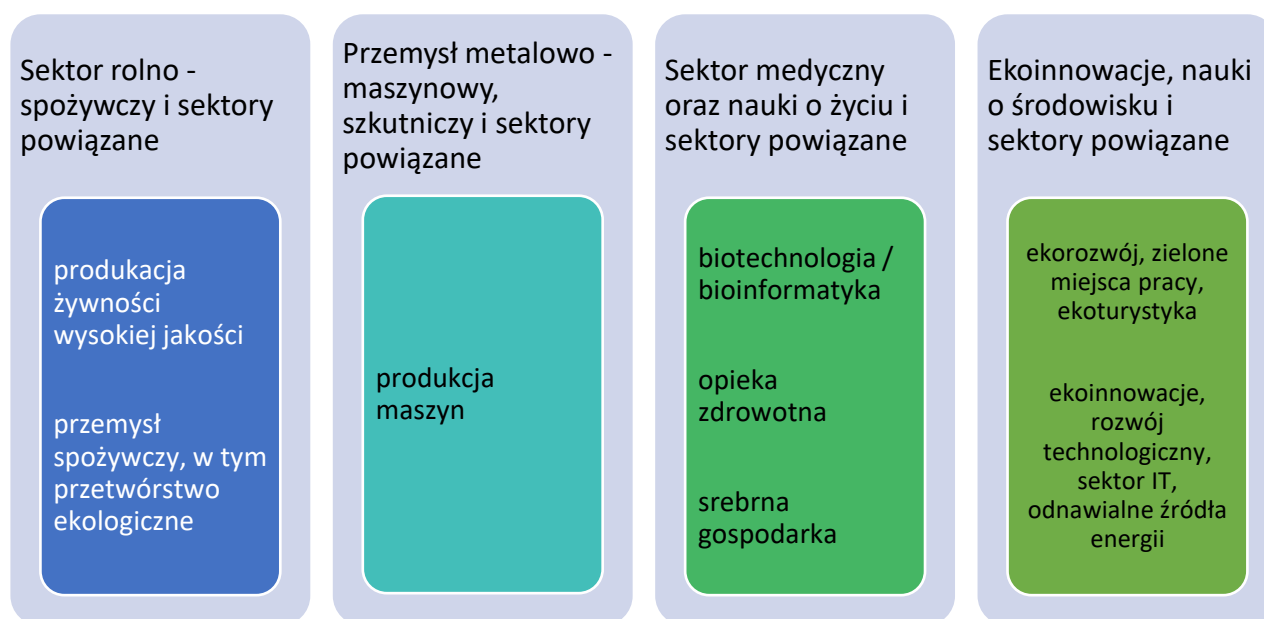 Sektor rolno -
spożywczy i sektory
powiązane
produkacja
żywności
wysokiej jakości
przemysł
spożywczy, w tym
przetwórstwo
ekologiczne
Przemysł metalowo -
maszynowy,
szkutniczy i sektory
powiązane
produkcja
maszyn
Sektor medyczny
oraz nauki o życiu i
sektory powiązane
biotechnologia /
bioinformatyka
opieka
zdrowotna
srebrna
gospodarka
Ekoinnowacje, nauki
o środowisku i
sektory powiązane
ekorozwój, zielone
miejsca pracy,
ekoturystyka
ekoinnowacje,
rozwój
technologiczny,
sektor IT,
odnawialne źródła
energii